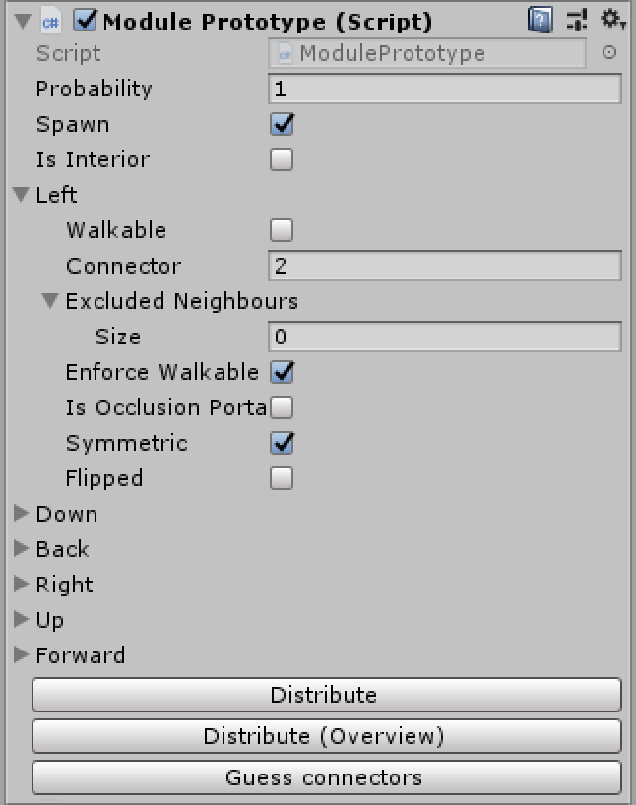 Module Prototype (Script)
Script ModulePrototype
Probability 1
Spawn
Is Interior
Left
Walkable
Connector 2
Excluded Neighbours
Size 0
Enforce Walkable
Is Occlusion Porta
Symmetric
Flipped
Down
Back
Right
Up
Forward
Distribute
Distribute (Overview)
Guess connectors